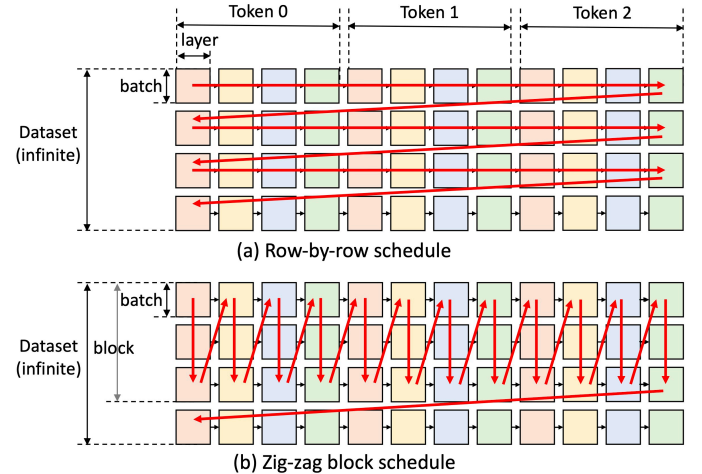 Token 0
Token 1
Token 2
layer
batch
Dataset
(infinite)
(a) Row-by-row schedule
batch
block
Dataset
(infinite)
(b) Zig-zag block schedule